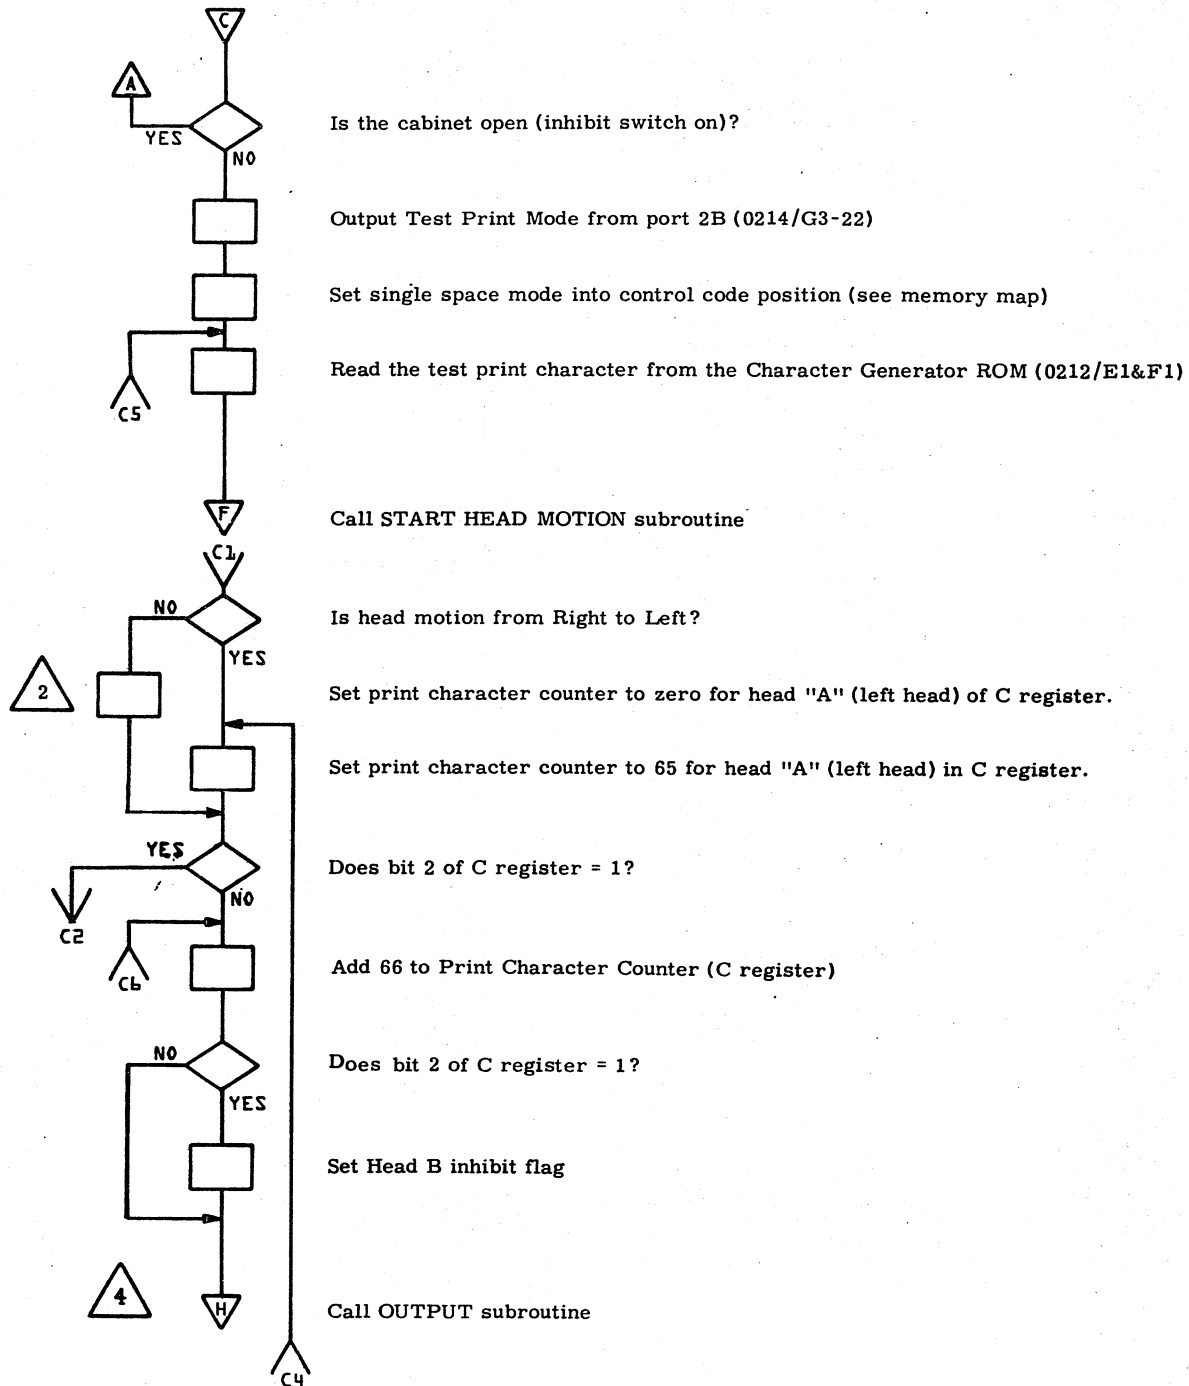 C
A
Is the cabinet open (inhibit switch on)?
YES
NO
Output Test Print Mode from port 2B (0214/G3-22)
Set single space mode into control code position (see memory map)
Read the test print character from the Character Generator ROM (0212/E1&F1)
C5
F
Call START HEAD MOTION subroutine
C1
NO
Is head motion from Right to Left?
YES
2
Set print character counter to zero for head "A" (left head) of C register.
Set print character counter to 65 for head "A" (left head) in C register.
YES
Does bit 2 of C register = 1?
NO
C2
C6
Add 66 to Print Character Counter (C register)
NO
Does bit 2 of C register = 1?
YES
Set Head B inhibit flag
4
H
Call OUTPUT subroutine
C4